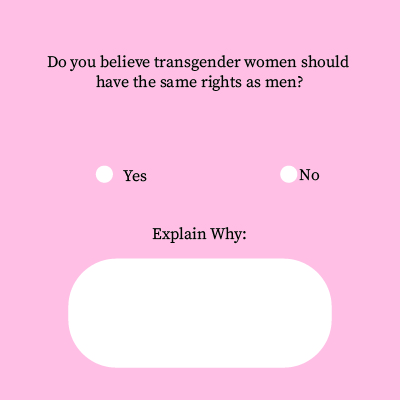 Do you believe transgender women should
have the same rights as men?
Yes
No
Explain Why: